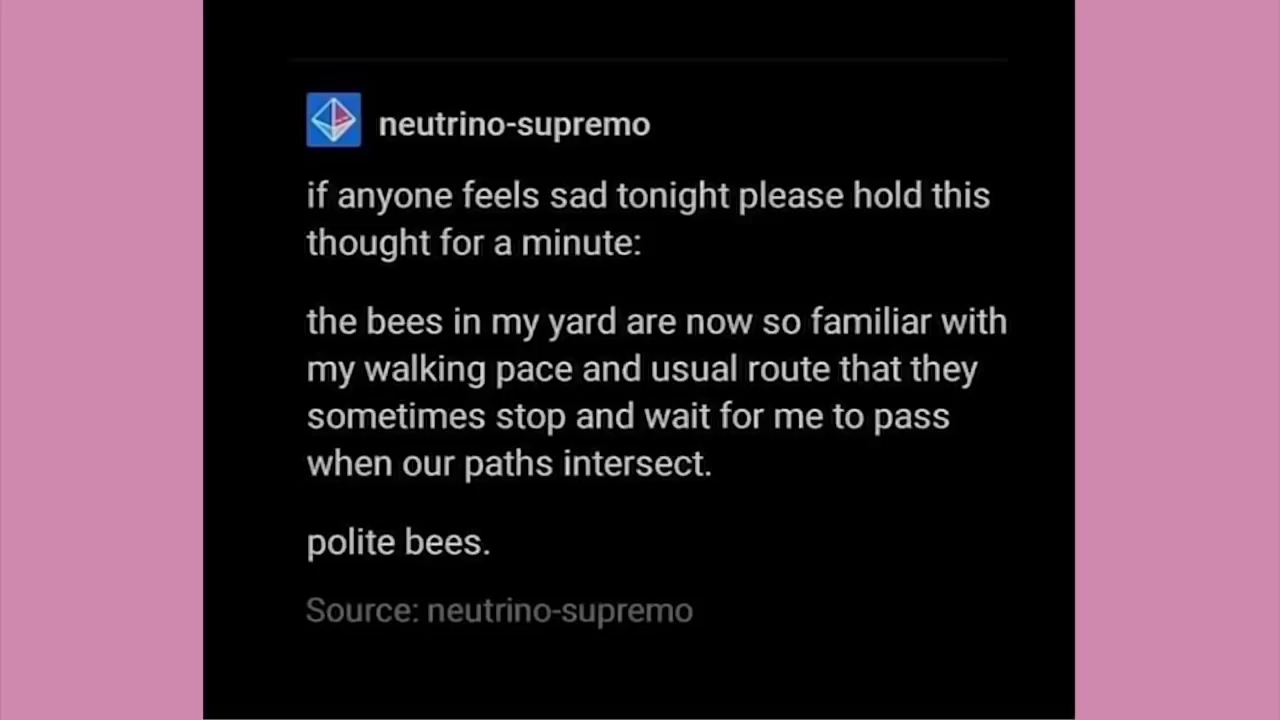 neutrino-supremo
if anyone feels sad tonight please hold this
thought for a minute:
the bees in my yard are now so familiar with
my walking pace and usual route that they
sometimes stop and wait for me to pass
when our paths intersect.
polite bees.
Source: neutrino-supremo